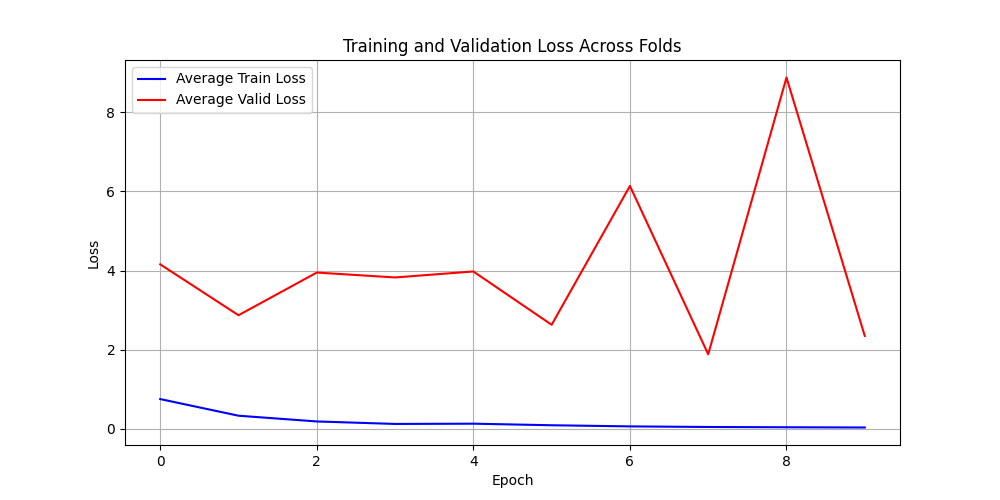 Training and Validation Loss Across Folds
Average Train Loss
Average Valid Loss
Loss
8
6
4
2
0
0 2 4 6 8
Epoch